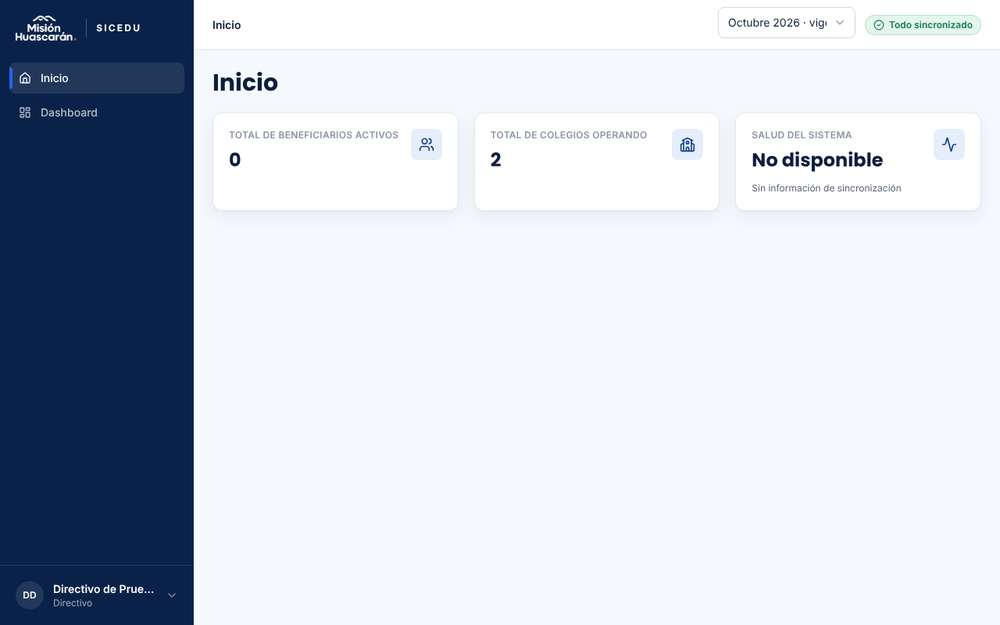 Misión
Huascarán
SICEDU
Inicio
Dashboard
Directivo de Prue...
DD
Directivo
Inicio
Octubre 2026 · vig
Todo sincronizado
Inicio
TOTAL DE BENEFICIARIOS ACTIVOS
0
TOTAL DE COLEGIOS OPERANDO
2
SALUD DEL SISTEMA
No disponible
Sin información de sincronización